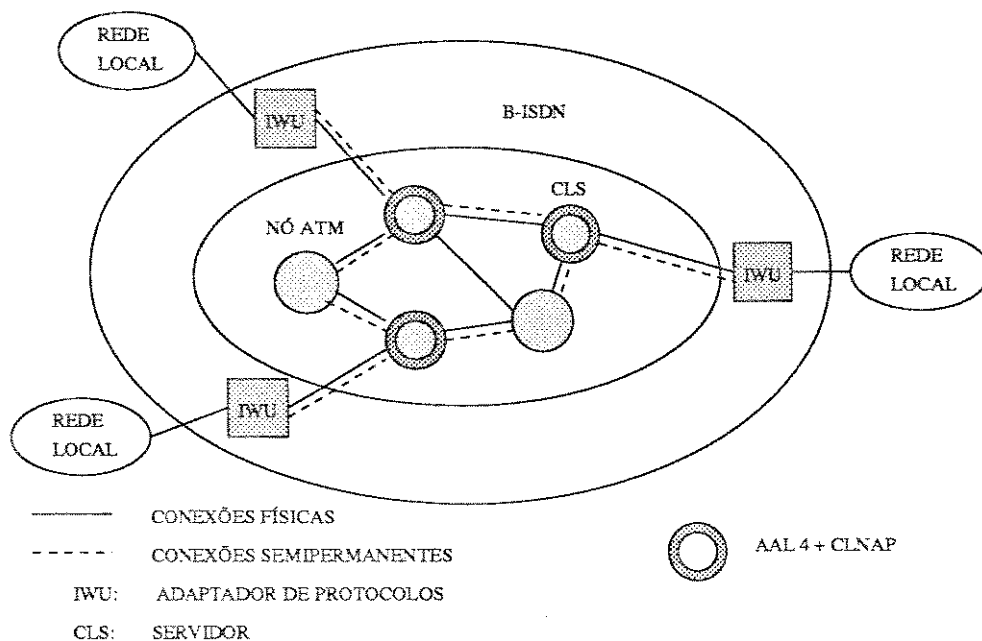 REDE
LOCAL
IWU
B-ISDN
CLS
NÓ ATM
IWU
REDE
LOCAL
IWU
REDE
LOCAL
CONEXÕES FÍSICAS
CONEXÕES SEMIPERMANENTES
IWU: ADAPTADOR DE PROTOCOLOS
CLS: SERVIDOR
AAL 4 + CLNAP